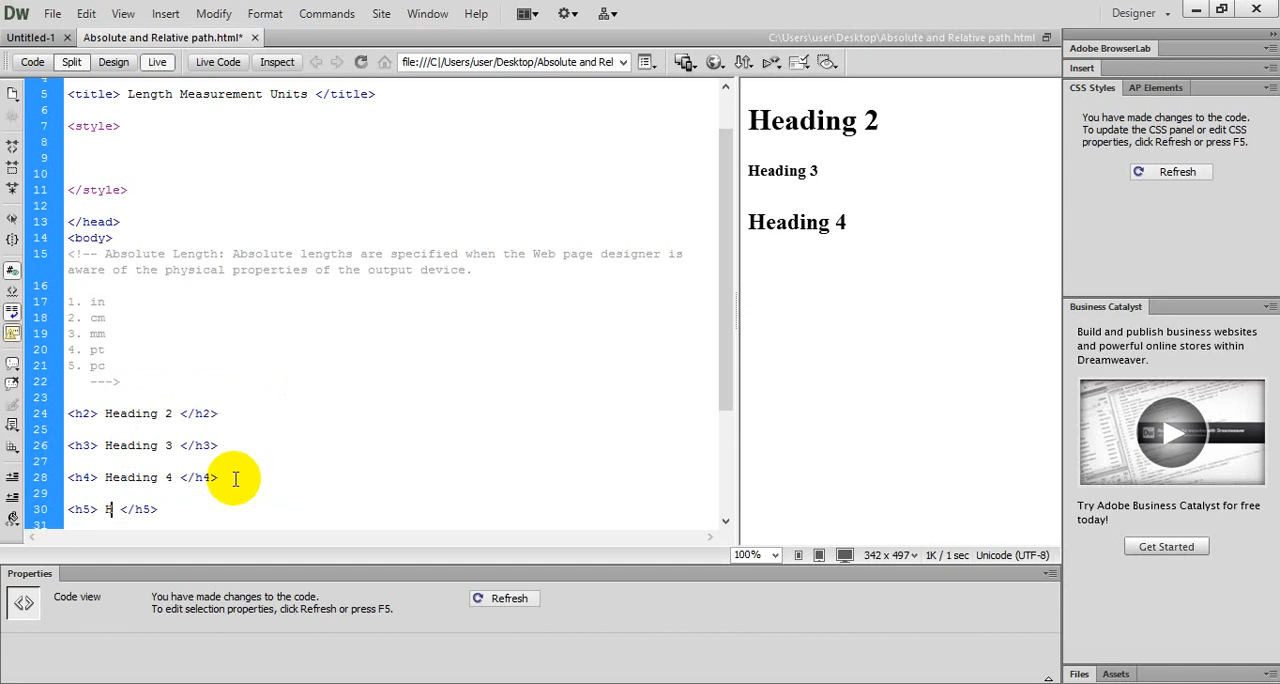 DW File Edit View Insert Modify Format Commands Site Window Help Designer
Untitled-1 Absolute and Relative path.html* C:\Users\user\Desktop\Absolute and Relative path.html
Code Split Design Live Live Code Inspect file:///C|/Users/user/Desktop/Absolute and Rel
5 <title> Length Measurement Units </title>
6
7 <style>
8
9
10
11 </style>
12
13 </head>
14 <body>
15 <!-- Absolute Length: Absolute lengths are specified when the Web page designer is
aware of the physical properties of the output device.
16
17 1. in
18 2. cm
19 3. mm
20 4. pt
21 5. pc
22 --->
23
24 <h2> Heading 2 </h2>
25
26 <h3> Heading 3 </h3>
27
28 <h4> Heading 4 </h4>
29
30 <h5> H </h5>
31
Heading 2
Heading 3
Heading 4
100% 342 x 497 1K / 1 sec Unicode (UTF-8)
Properties
Code view
You have made changes to the code.
To edit selection properties, click Refresh or press F5.
Refresh
Adobe BrowserLab
Insert
CSS Styles AP Elements
You have made changes to the code.
To update the CSS panel or edit CSS
properties, click Refresh or press F5.
Refresh
Business Catalyst
Build and publish business websites
and powerful online stores within
Dreamweaver.
Try Adobe Business Catalyst for free
today!
Get Started
Files Assets